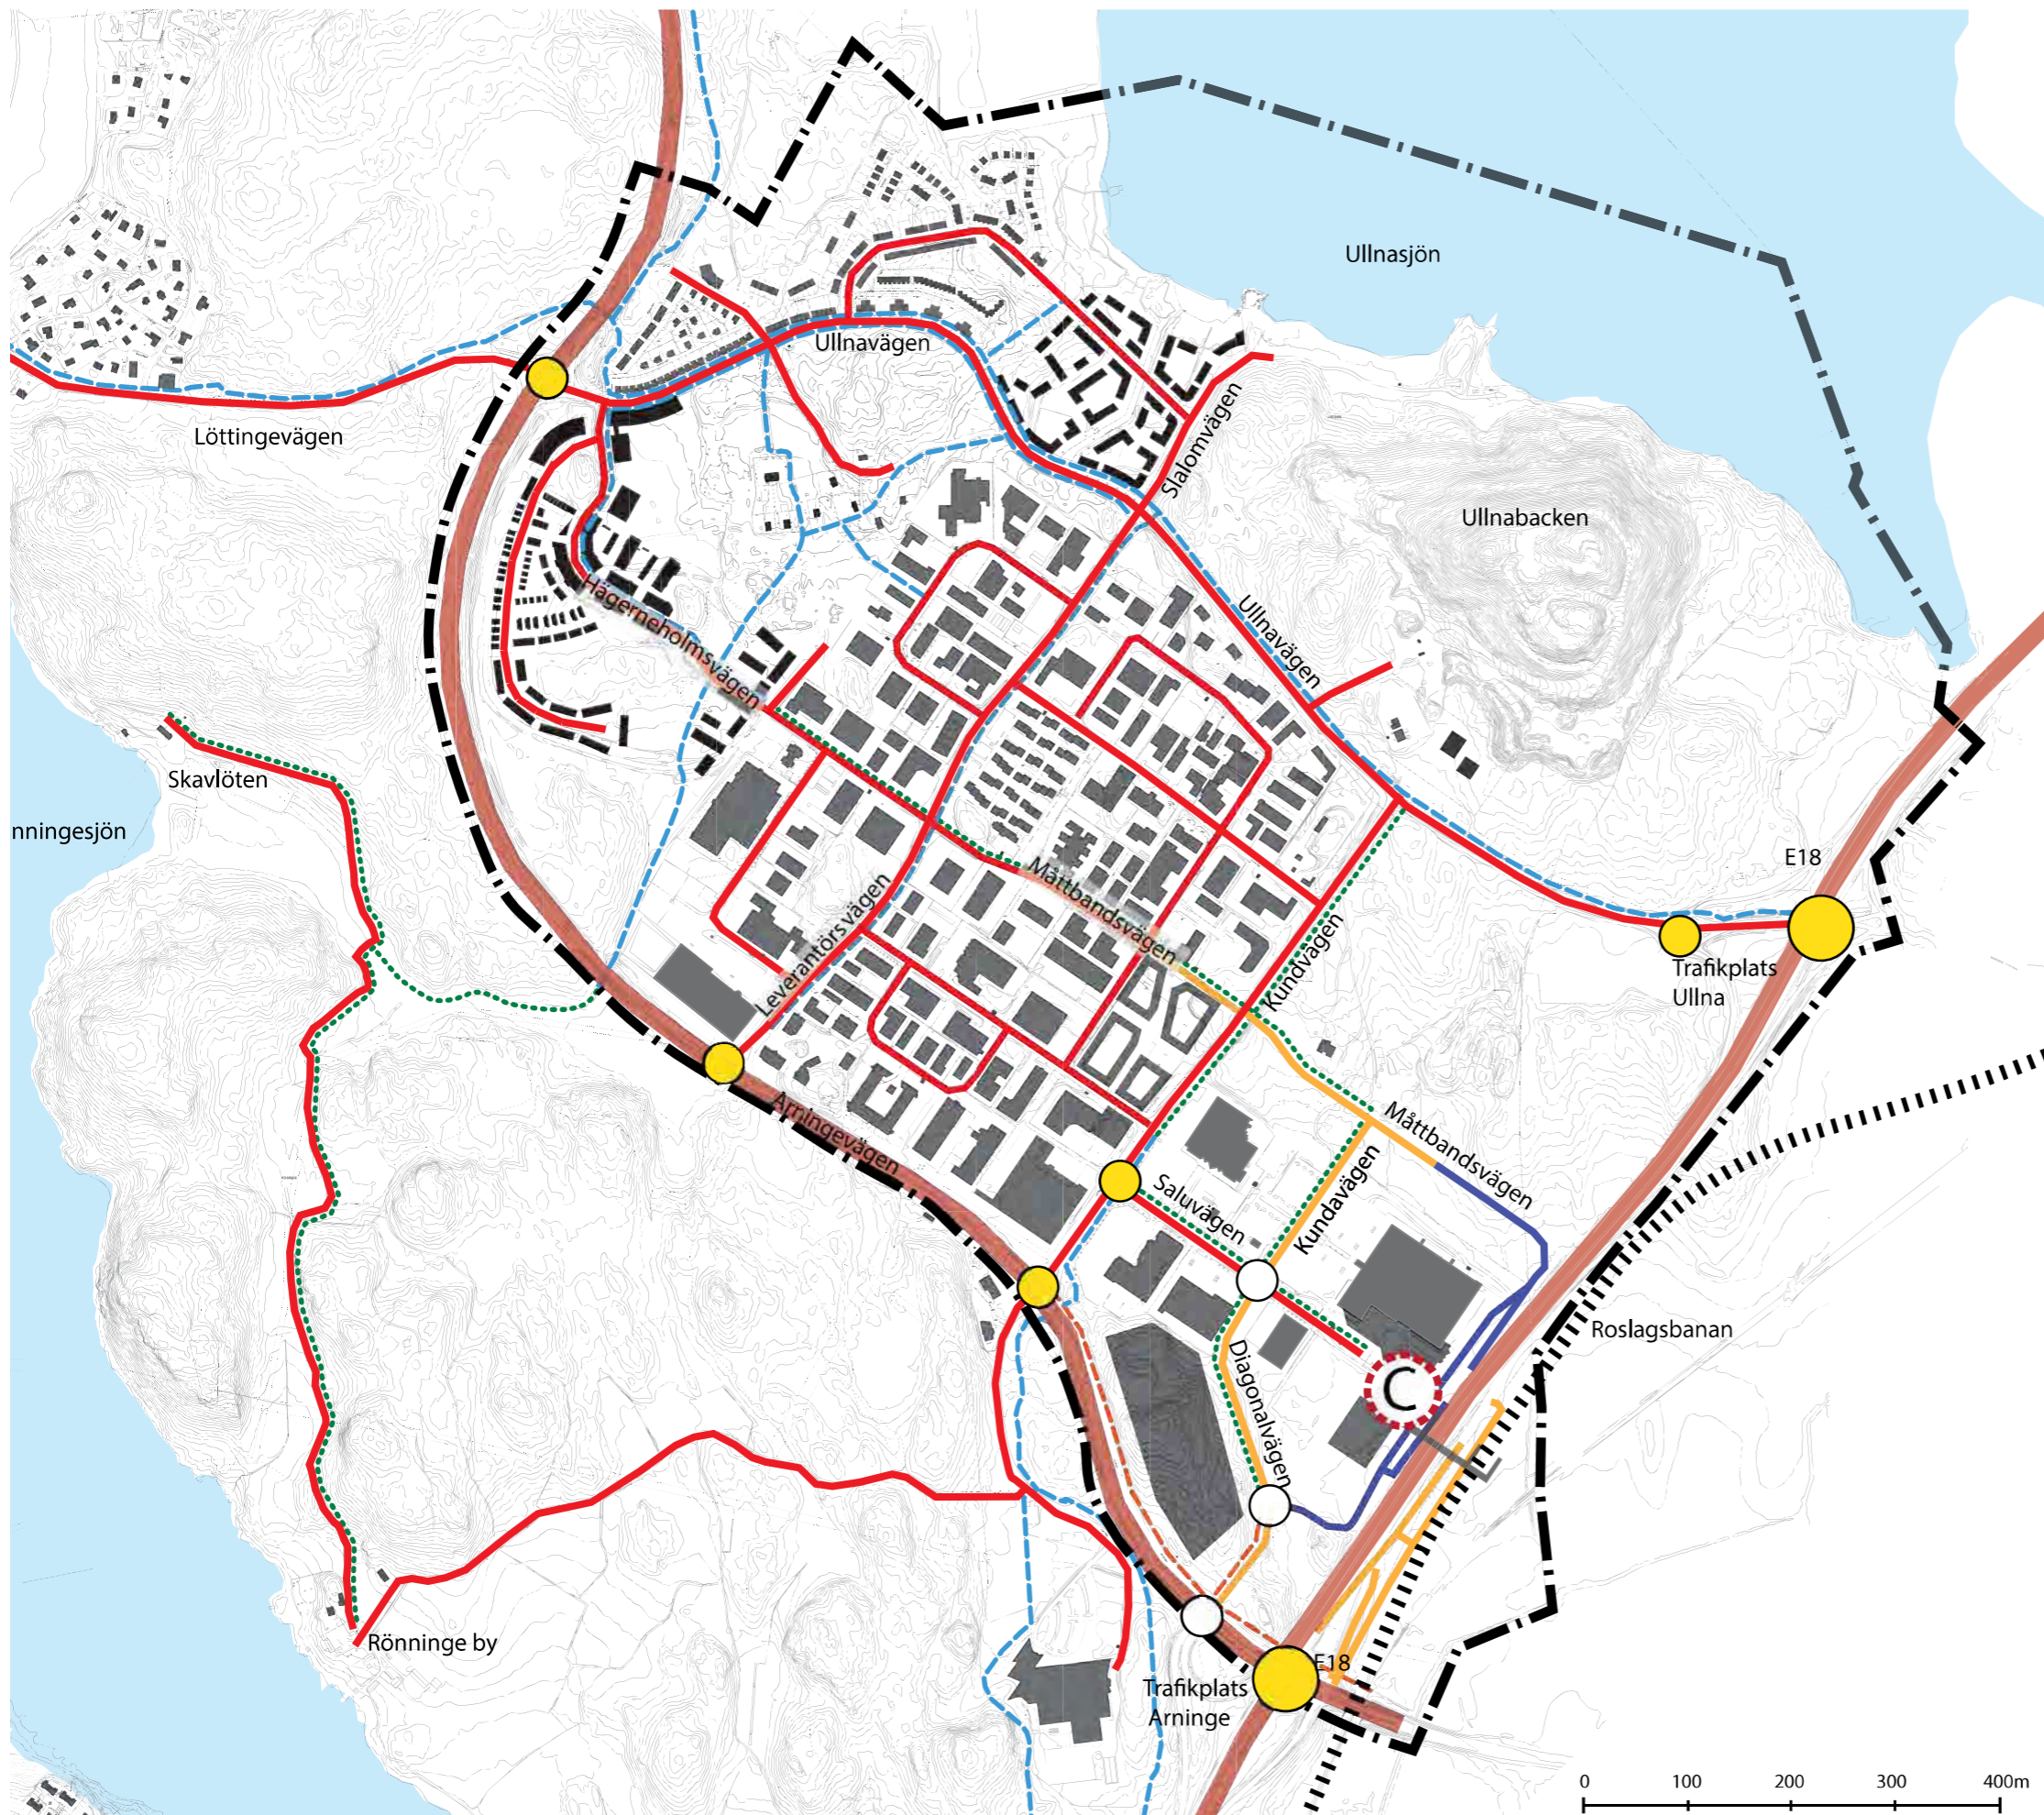 Ullnasjön
Ullnavägen
Löttingevägen
Slalomvägen
Ullnabacken
Hägerneholmsvägen
Ullnavägen
Skavlöten
nningesjön
E18
Måttbandsvägen
Leverantörsvägen
Kundvägen
Trafikplats
Ullna
Arningevägen
Måttbandsvägen
Saluvägen
Kundavägen
Roslagsbanan
Diagonalvägen
C
Rönninge by
E18
Trafikplats
Arninge
0 100 200 300 400m